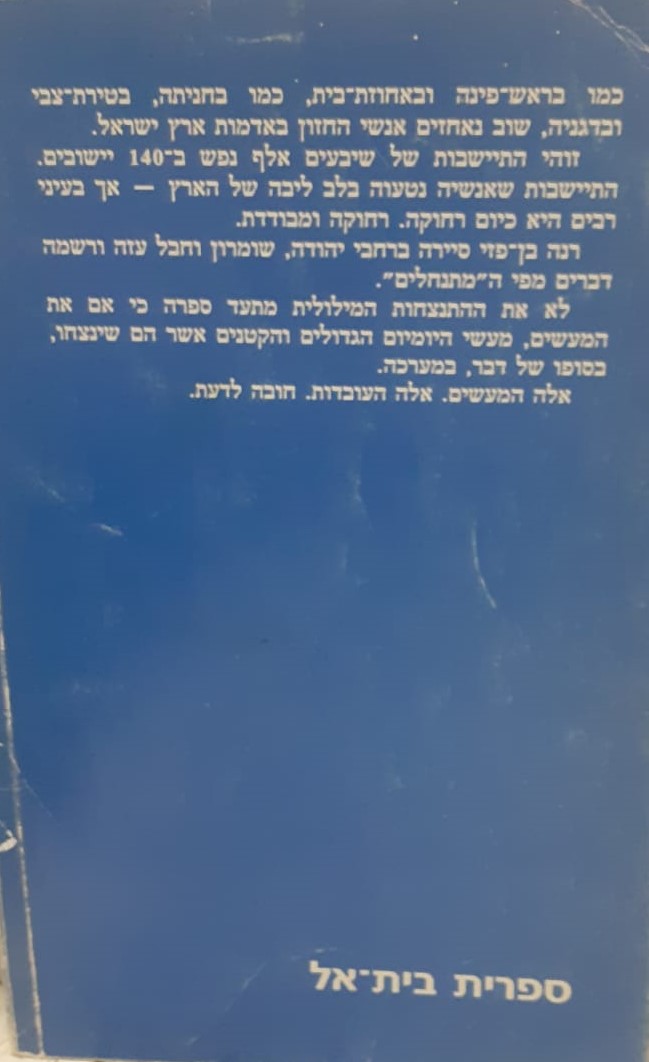 כמו בראש־פינה ובאחוזת־בית, כמו בחניתה, בטירת־צבי
ובדגניה, שוב נאחזים אנשי החזון באדמות ארץ ישראל.
זוהי התיישבות של שיבעים אלף נפש ב־140 יישובים.
התיישבות שאנשיה נטעוה בלב ליבה של הארץ — אך בעיני
רבים היא כיום רחוקה. רחוקה ומבודדת.
רנה בן־פזי סיירה ברחבי יהודה, שומרון וחבל עזה ורשמה
דברים מפי ה״מתנחלים״.
לא את ההתנצחות המילולית מתעד ספרה כי אם את
המעשים, מעשי היומיום הגדולים והקטנים אשר הם שינצחו,
בסופו של דבר, במערכה.
אלה המעשים. אלה העובדות. חובה לדעת.
ספרית בית־אל